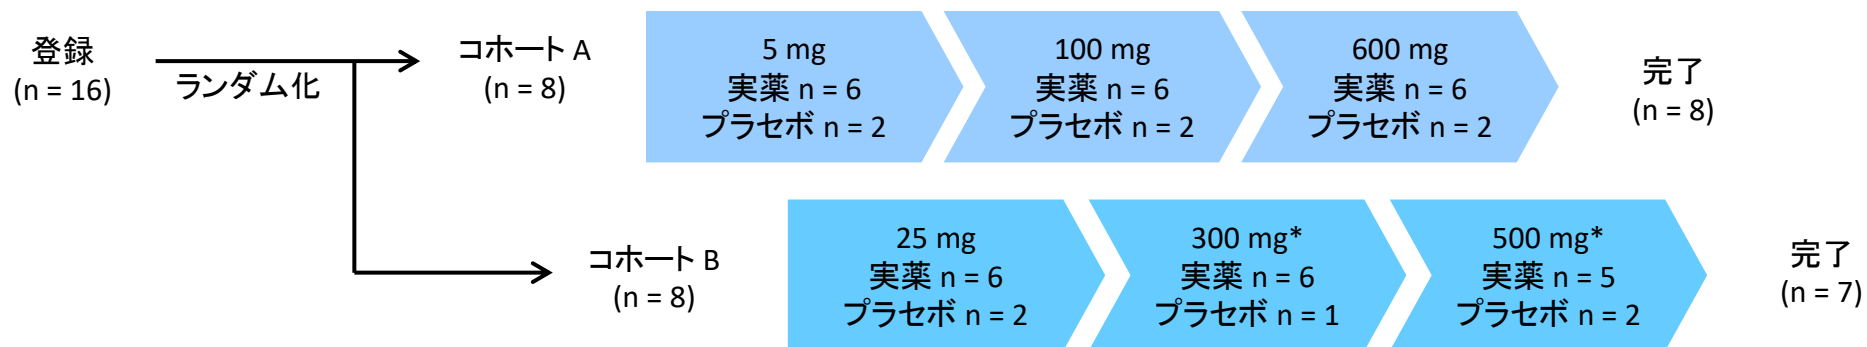 登録
(n = 16)
ランダム化
コホート A
(n = 8)
5 mg
実薬 n = 6
プラセボ n = 2
100 mg
実薬 n = 6
プラセボ n = 2
600 mg
実薬 n = 6
プラセボ n = 2
完了
(n = 8)
コホート B
(n = 8)
25 mg
実薬 n = 6
プラセボ n = 2
300 mg*
実薬 n = 6
プラセボ n = 1
500 mg*
実薬 n = 5
プラセボ n = 2
完了
(n = 7)